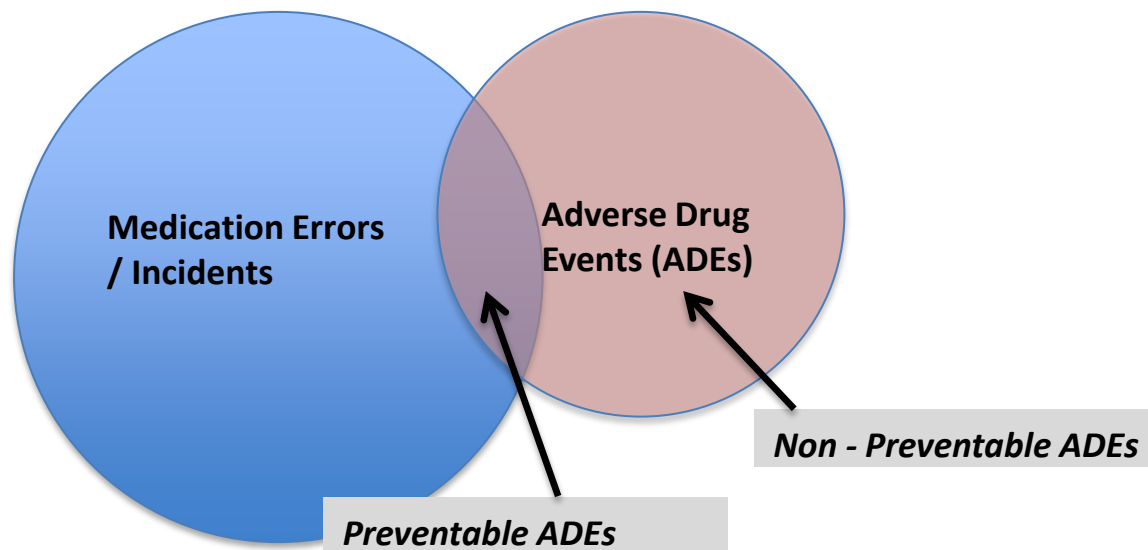 Medication Errors
/ Incidents
Adverse Drug
Events (ADEs)
Non - Preventable ADEs
Preventable ADEs